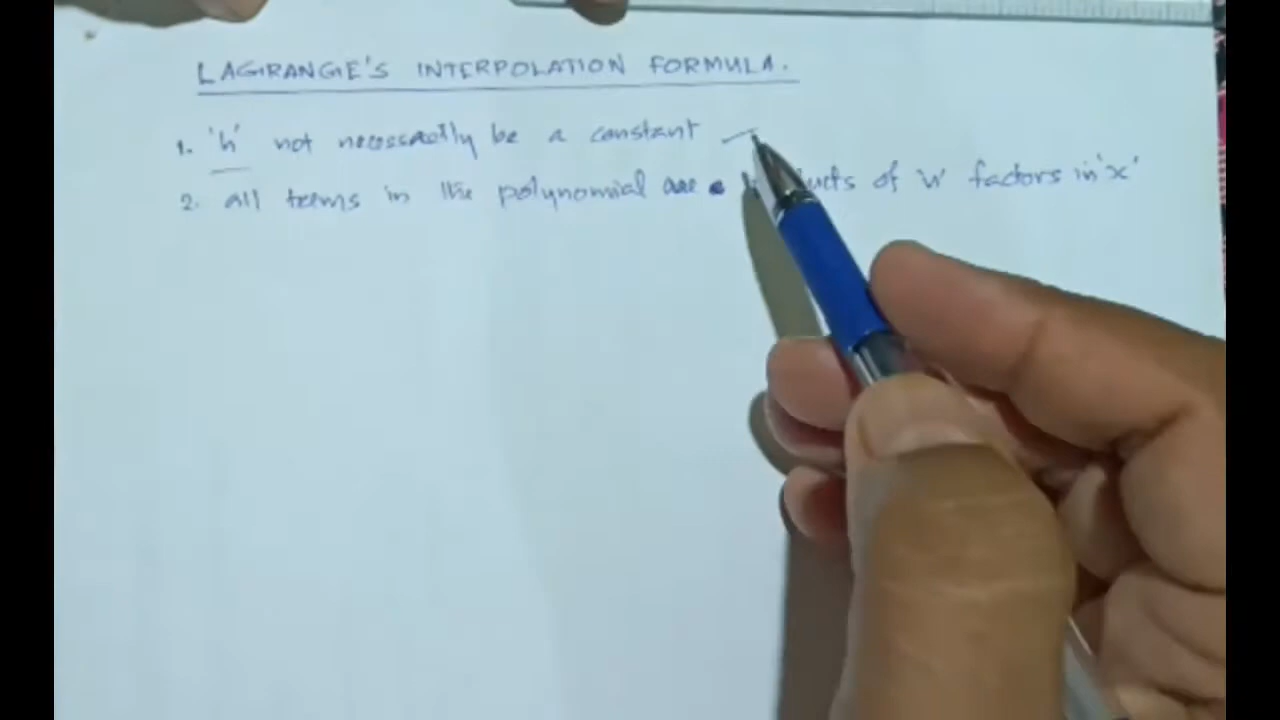 LAGRANGE'S INTERPOLATION FORMULA.
1. 'h' not necessarily be a constant
2. all terms in the polynomial are of 'n' factors in 'x'